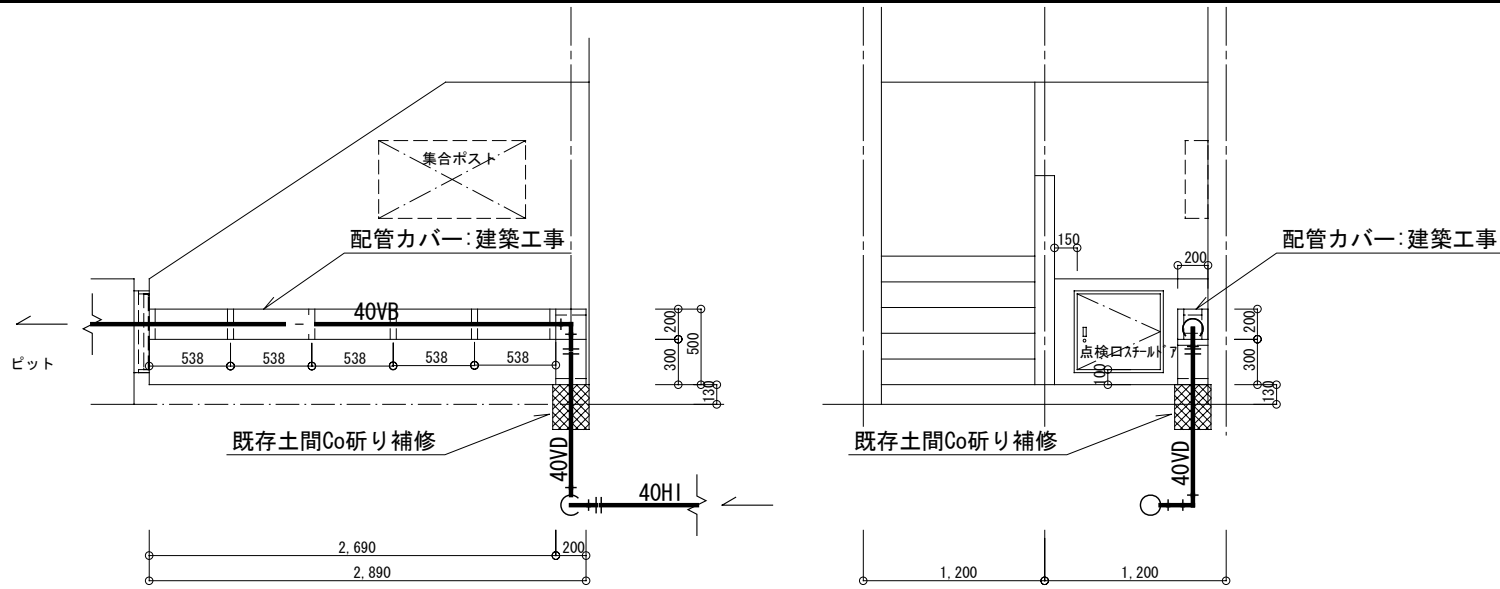 集合ポスト
配管カバー:建築工事
40VB
ピット
538
538
538
538
538
200
300
500
130
既存土間Co斫り補修
40VD
40HI
2,690
200
2,890
150
200
配管カバー:建築工事
点検口スチールドア
100
200
300
130
既存土間Co斫り補修
40VD
1,200
1,200